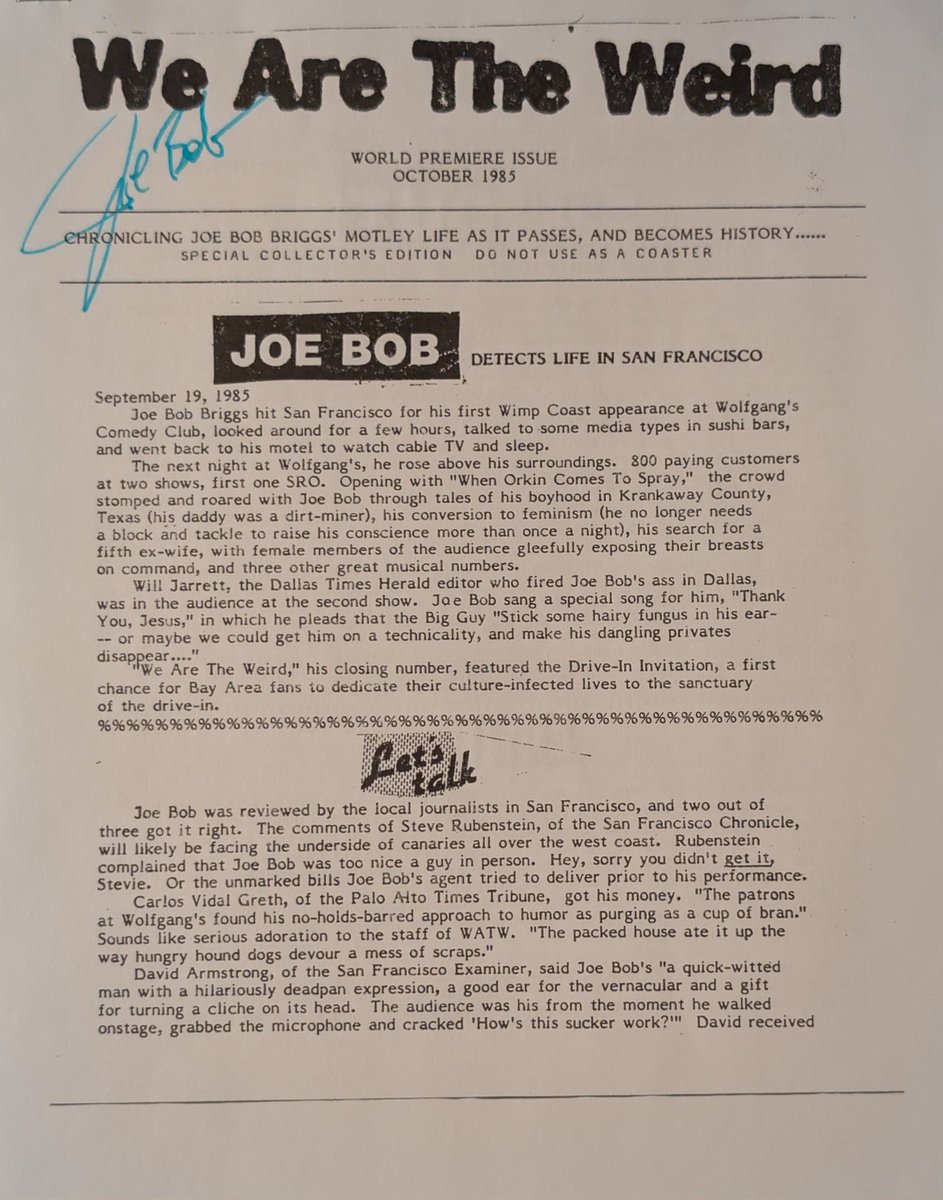 We Are The Weird
Joe Bob
WORLD PREMIERE ISSUE
OCTOBER 1985
CHRONICLING JOE BOB BRIGGS' MOTLEY LIFE AS IT PASSES, AND BECOMES HISTORY......
SPECIAL COLLECTOR'S EDITION DO NOT USE AS A COASTER
JOE BOB DETECTS LIFE IN SAN FRANCISCO
September 19, 1985
Joe Bob Briggs hit San Francisco for his first Wimp Coast appearance at Wolfgang's
Comedy Club, looked around for a few hours, talked to some media types in sushi bars,
and went back to his motel to watch cable TV and sleep.
The next night at Wolfgang's, he rose above his surroundings. 800 paying customers
at two shows, first one SRO. Opening with "When Orkin Comes To Spray," the crowd
stomped and roared with Joe Bob through tales of his boyhood in Krankaway County,
Texas (his daddy was a dirt-miner), his conversion to feminism (he no longer needs
a block and tackle to raise his conscience more than once a night), his search for a
fifth ex-wife, with female members of the audience gleefully exposing their breasts
on command, and three other great musical numbers.
Will Jarrett, the Dallas Times Herald editor who fired Joe Bob's ass in Dallas,
was in the audience at the second show. Joe Bob sang a special song for him, "Thank
You, Jesus," in which he pleads that the Big Guy "Stick some hairy fungus in his ear-
-- or maybe we could get him on a technicality, and make his dangling privates
disappear...."
"We Are The Weird," his closing number, featured the Drive-In Invitation, a first
chance for Bay Area fans to dedicate their culture-infected lives to the sanctuary
of the drive-in.
%%%%%%%%%%%%%%%%%%%%%%%%%%%%%%%%%%%%%%%%%%%%%%%%%%%
Let's
talk
Joe Bob was reviewed by the local journalists in San Francisco, and two out of
three got it right. The comments of Steve Rubenstein, of the San Francisco Chronicle,
will likely be facing the underside of canaries all over the west coast. Rubenstein
complained that Joe Bob was too nice a guy in person. Hey, sorry you didn't get it,
Stevie. Or the unmarked bills Joe Bob's agent tried to deliver prior to his performance.
Carlos Vidal Greth, of the Palo Alto Times Tribune, got his money. "The patrons
at Wolfgang's found his no-holds-barred approach to humor as purging as a cup of bran."
Sounds like serious adoration to the staff of WATW. "The packed house ate it up the
way hungry hound dogs devour a mess of scraps."
David Armstrong, of the San Francisco Examiner, said Joe Bob's "a quick-witted
man with a hilariously deadpan expression, a good ear for the vernacular and a gift
for turning a cliche on its head. The audience was his from the moment he walked
onstage, grabbed the microphone and cracked 'How's this sucker work?'" David received